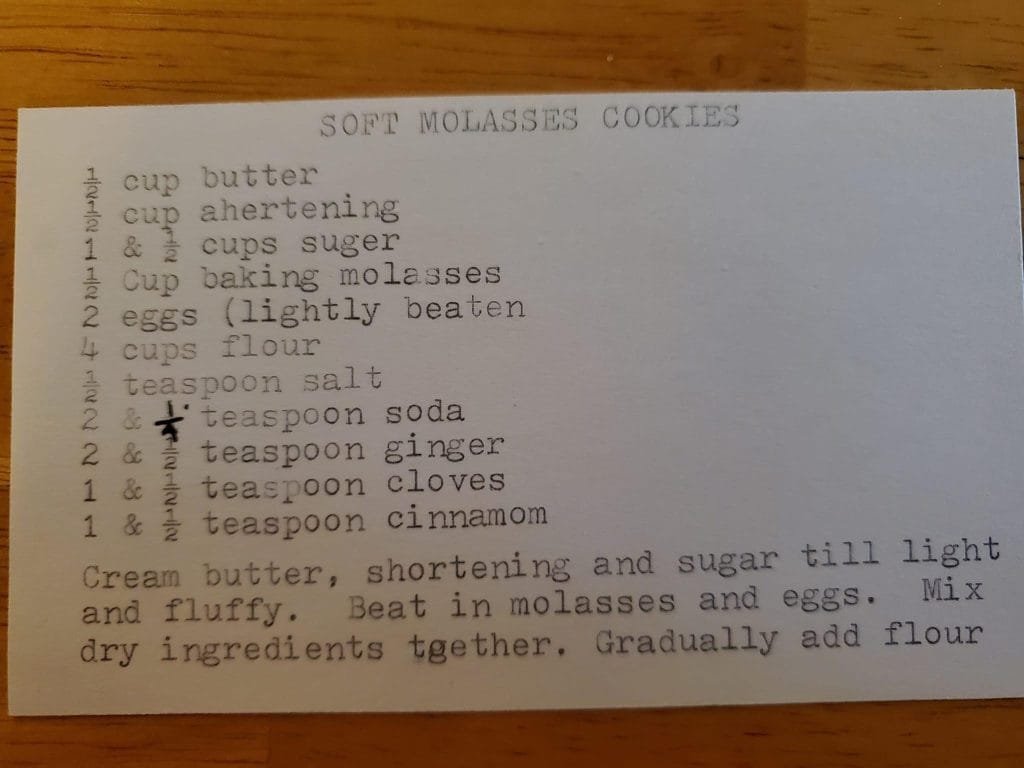 SOFT MOLASSES COOKIES
½ cup butter
½ cup ahertening
1 & ½ cups suger
½ Cup baking molasses
2 eggs (lightly beaten
4 cups flour
½ teaspoon salt
2 & teaspoon soda
2 & ½ teaspoon ginger
1 & ½ teaspoon cloves
1 & ½ teaspoon cinnamom
Cream butter, shortening and sugar till light
and fluffy. Beat in molasses and eggs. Mix
dry ingredients tgether. Gradually add flour